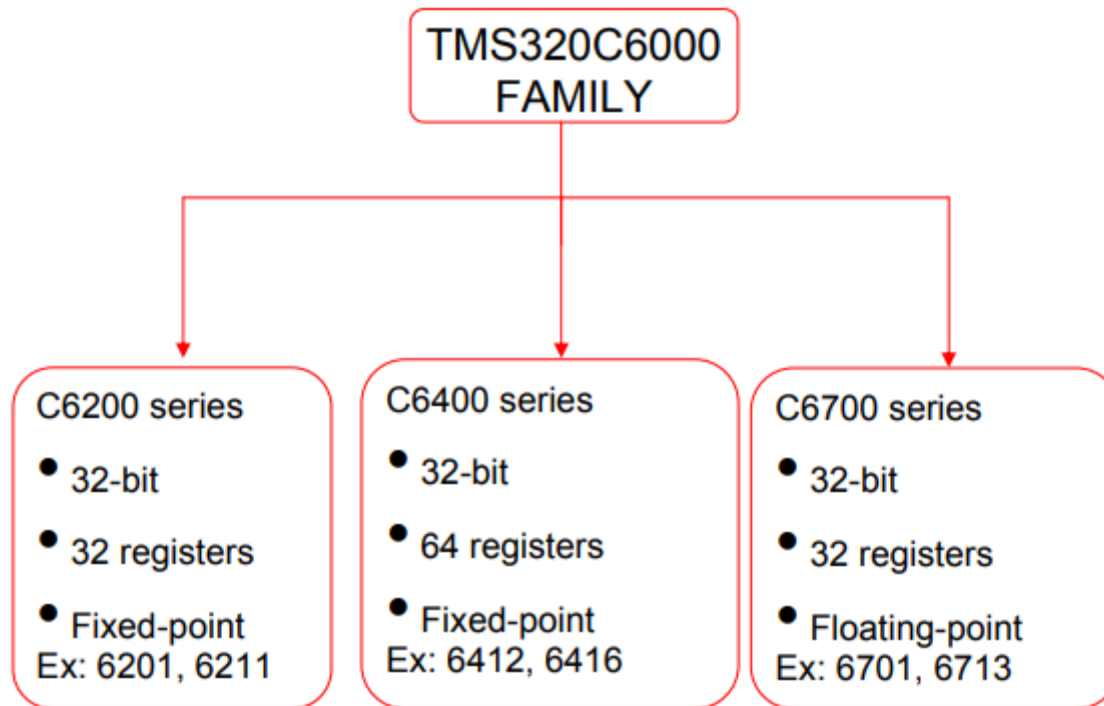 TMS320C6000
FAMILY
C6200 series
• 32-bit
• 32 registers
• Fixed-point
Ex: 6201, 6211
C6400 series
• 32-bit
• 64 registers
• Fixed-point
Ex: 6412, 6416
C6700 series
• 32-bit
• 32 registers
• Floating-point
Ex: 6701, 6713